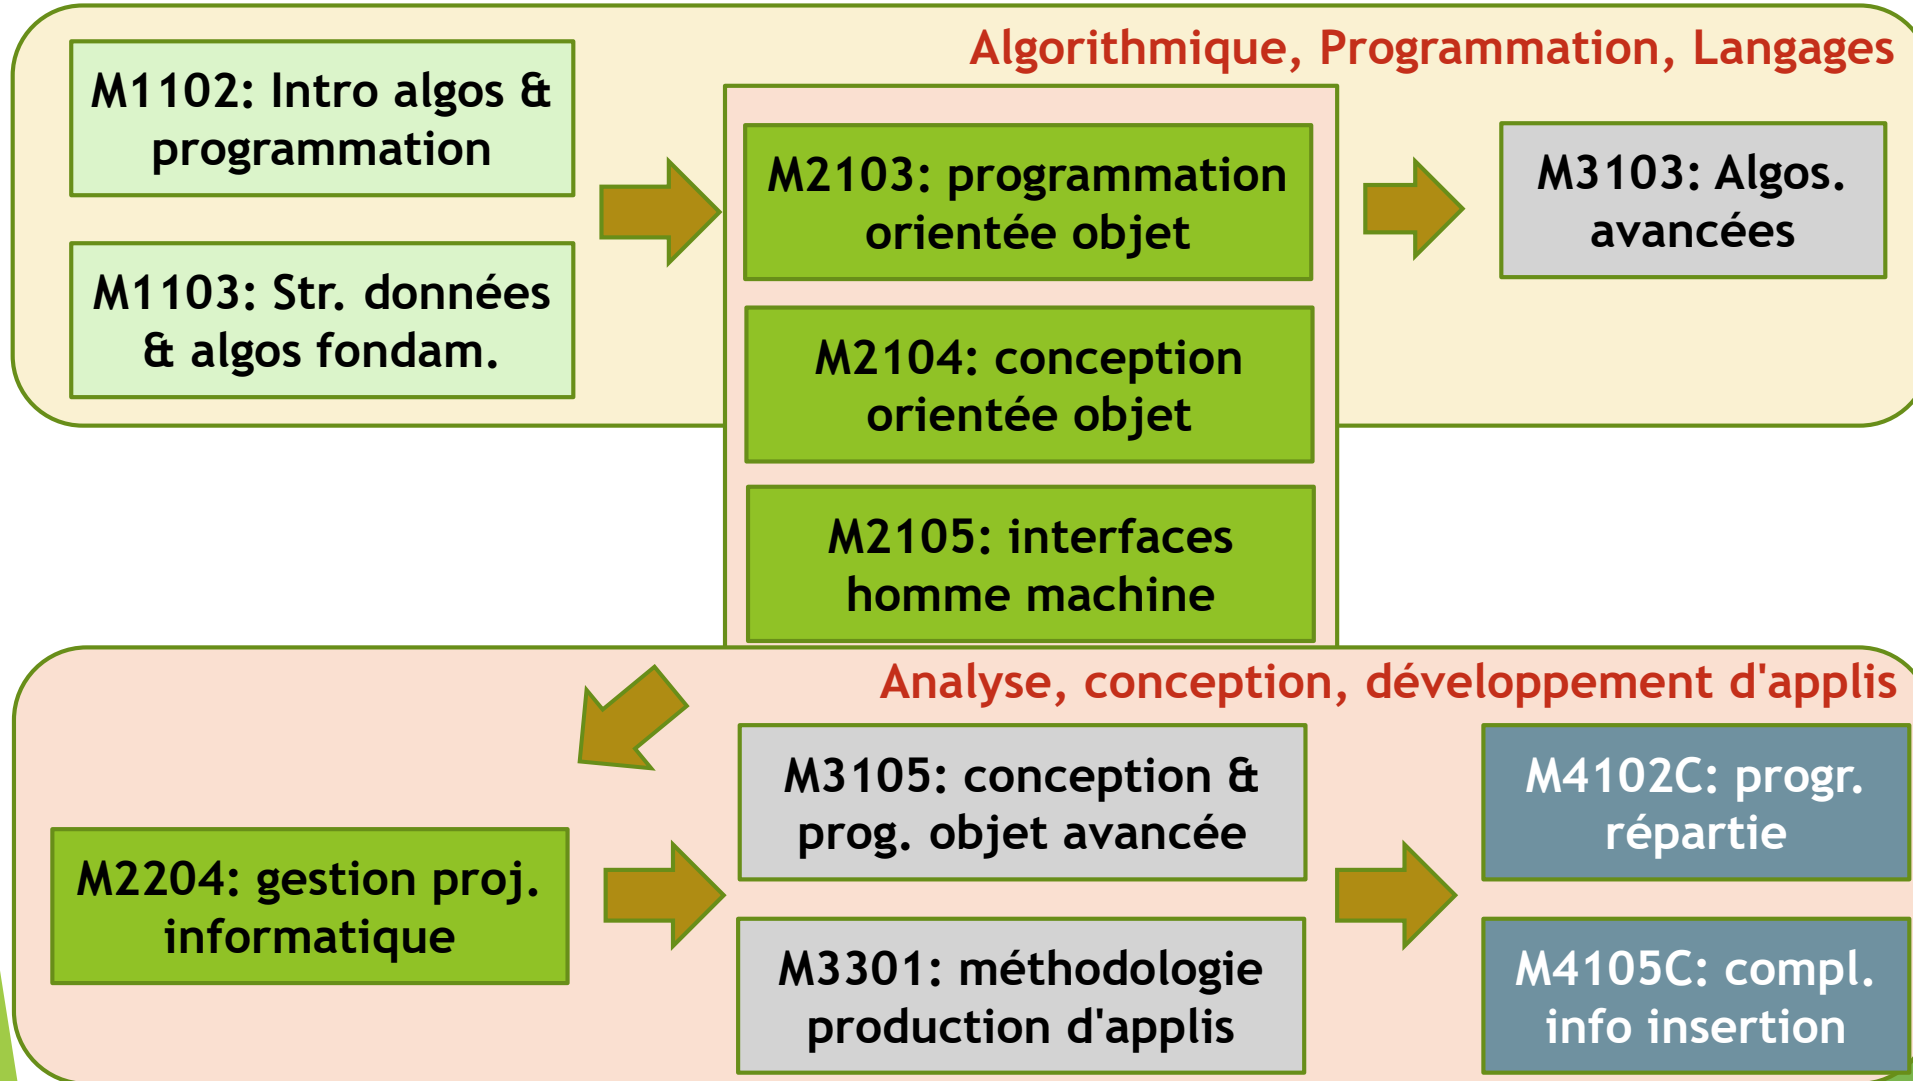 Algorithmique, Programmation, Langages
M1102: Intro algos &
programmation
M1103: Str. données
& algos fondam.
M2103: programmation
orientée objet
M2104: conception
orientée objet
M2105: interfaces
homme machine
M3103: Algos.
avancées
Analyse, conception, développement d'applis
M2204: gestion proj.
informatique
M3105: conception &
prog. objet avancée
M3301: méthodologie
production d'applis
M4102C: progr.
répartie
M4105C: compl.
info insertion